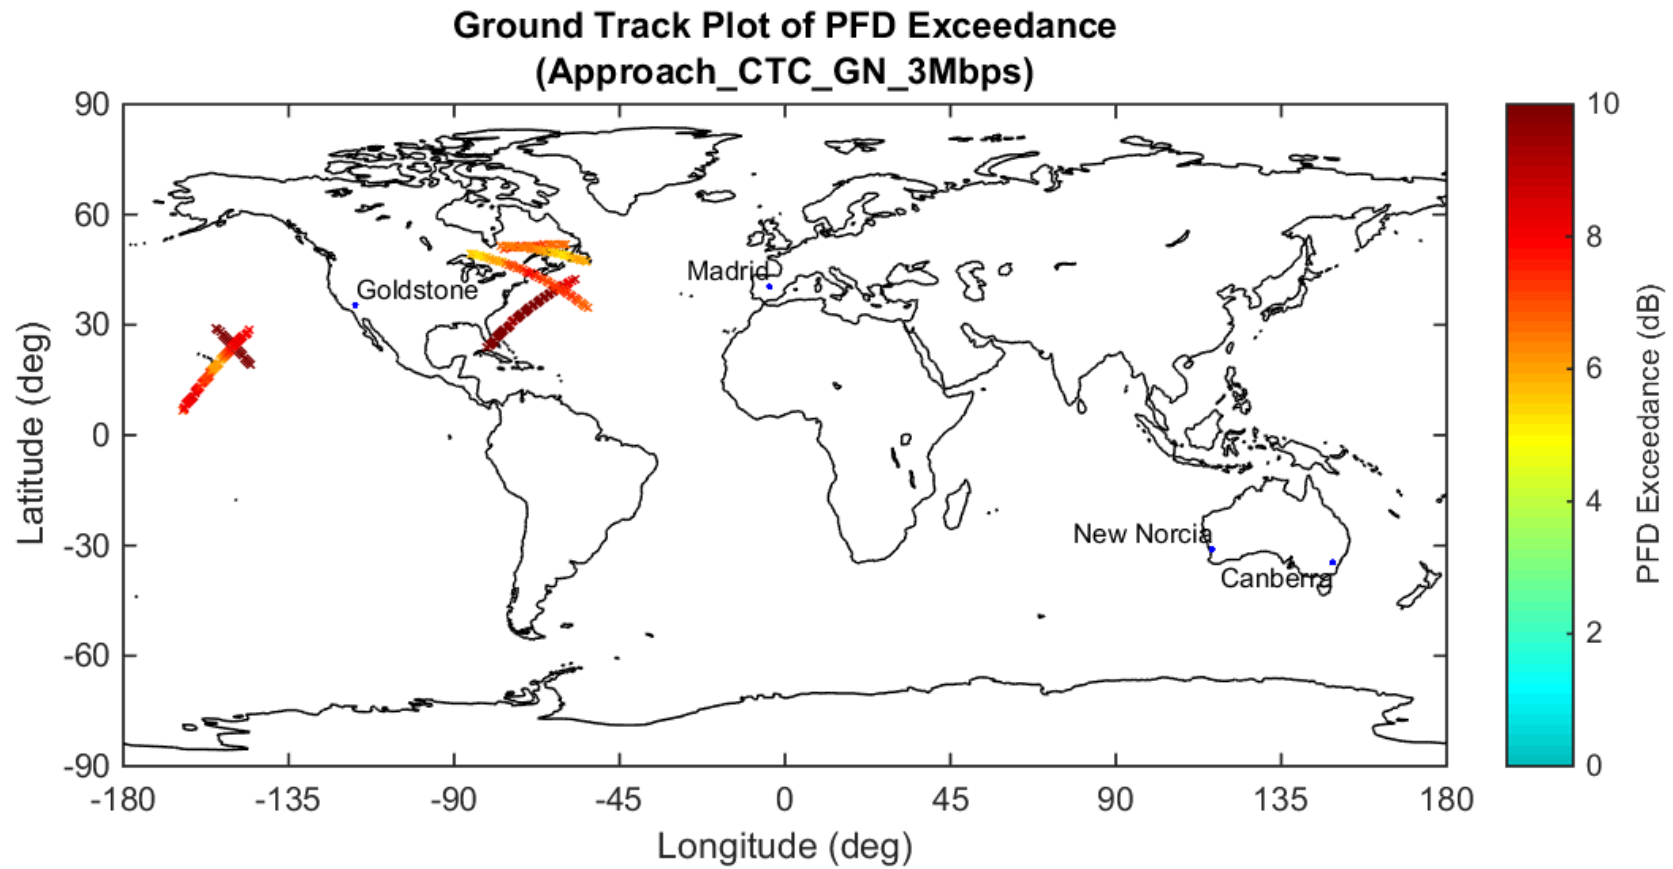 Ground Track Plot of PFD Exceedance
(Approach_CTC_GN_3Mbps)
90
60
30
0
-30
-60
-90
Latitude (deg)
Goldstone
Madrid
New Norcia
Canberra
-180 -135 -90 -45 0 45 90 135 180
Longitude (deg)
10
8
6
4
2
0
PFD Exceedance (dB)